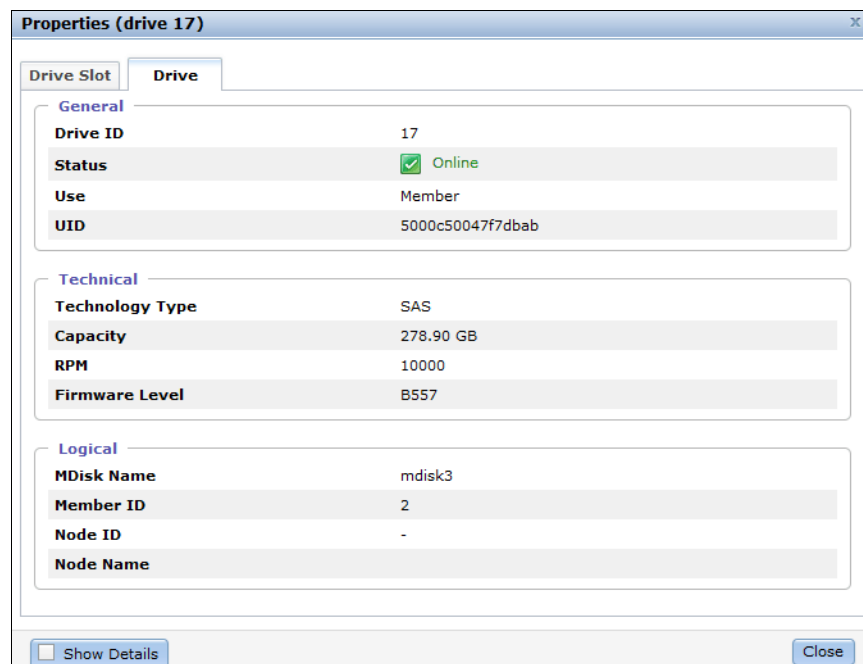 Properties (drive 17) x
Drive Slot Drive
General
Drive ID 17
Status Online
Use Member
UID 5000c50047f7dbab
Technical
Technology Type SAS
Capacity 278.90 GB
RPM 10000
Firmware Level B557
Logical
MDisk Name mdisk3
Member ID 2
Node ID -
Node Name
Show Details Close